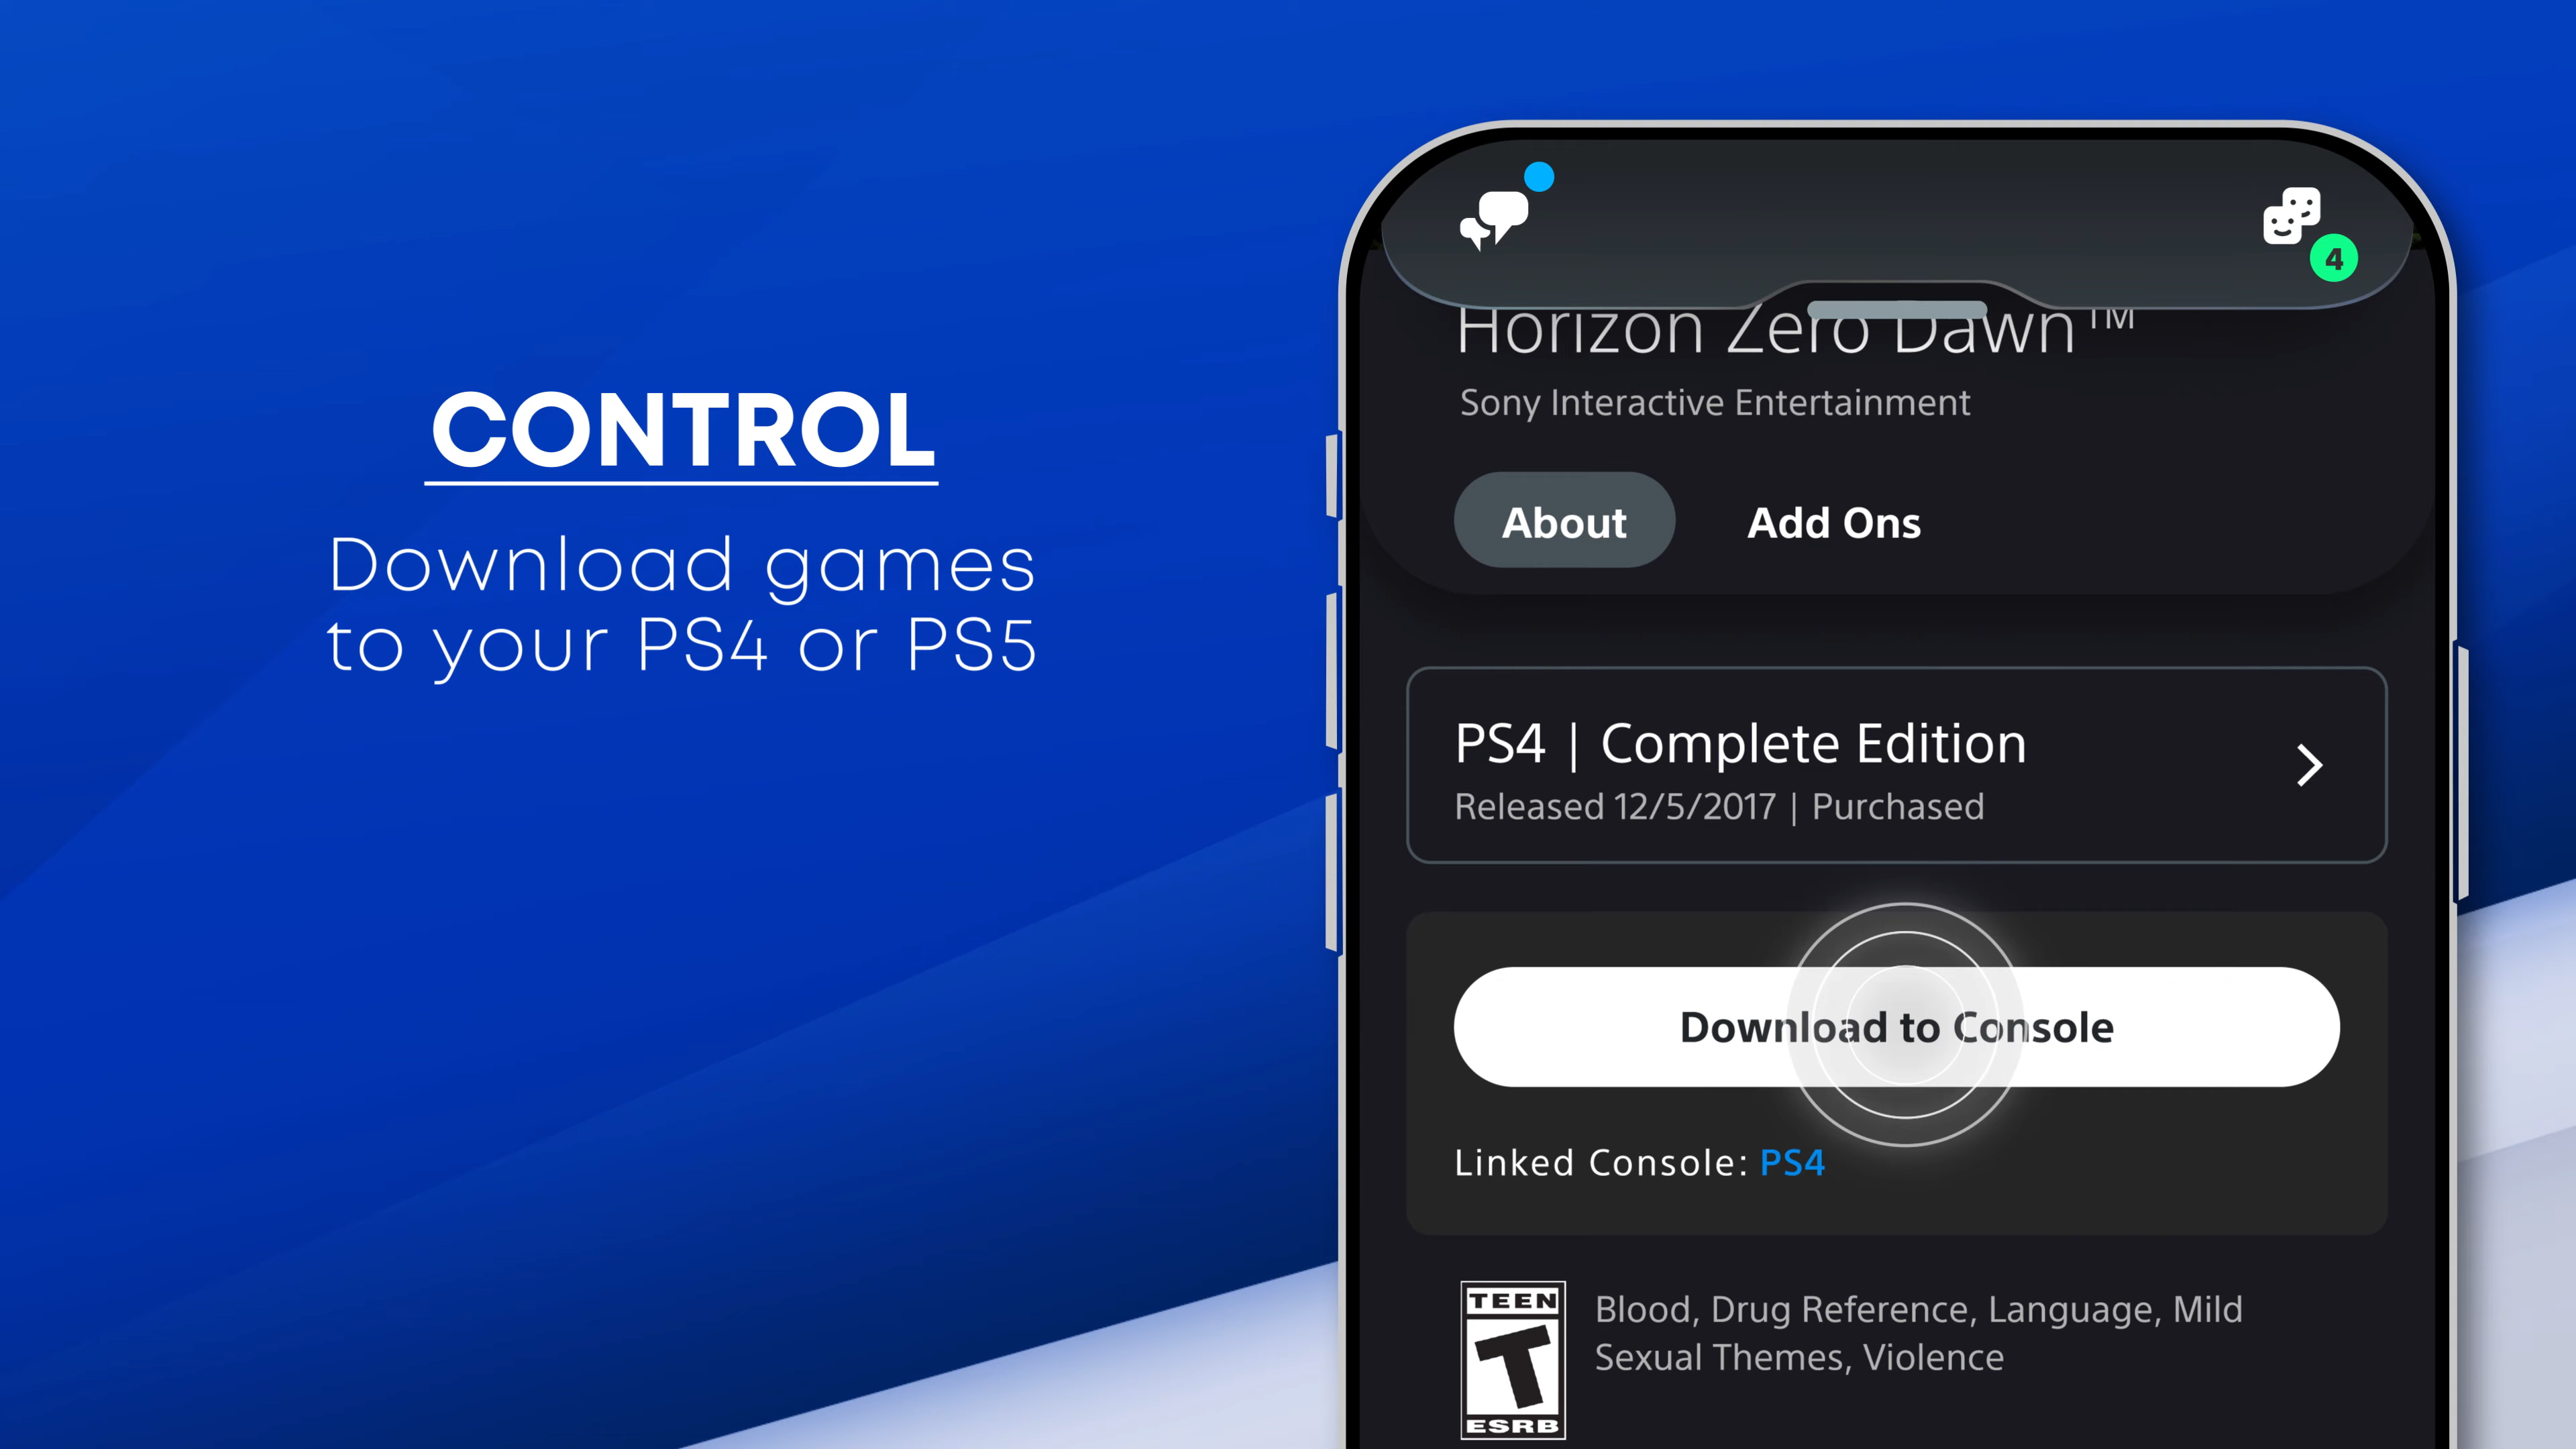 CONTROL
Download games
to your PS4 or PS5
4
Horizon Zero Dawn™
Sony Interactive Entertainment
About
Add Ons
PS4 | Complete Edition
Released 12/5/2017 | Purchased
Download to Console
Linked Console: PS4
TEEN
T
ESRB
Blood, Drug Reference, Language, Mild
Sexual Themes, Violence